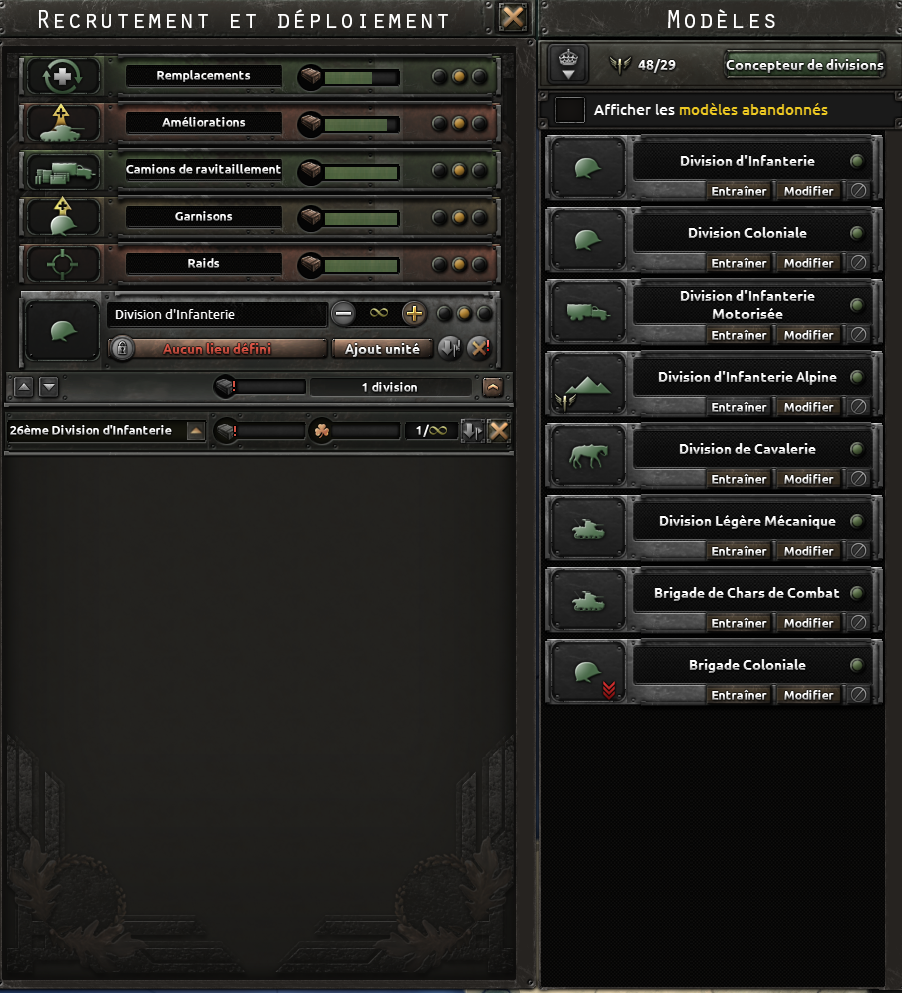 Recrutement et déploiement
Remplacements
Améliorations
Camions de ravitaillement
Garnisons
Raids
Division d'Infanterie
∞
Aucun lieu défini
Ajout unité
1 division
26ème Division d'Infanterie
1/∞
Modèles
48/29
Concepteur de divisions
Afficher les modèles abandonnés
Division d'Infanterie
Entraîner Modifier
Division Coloniale
Entraîner Modifier
Division d'Infanterie
Motorisée
Entraîner Modifier
Division d'Infanterie Alpine
Entraîner Modifier
Division de Cavalerie
Entraîner Modifier
Division Légère Mécanique
Entraîner Modifier
Brigade de Chars de Combat
Entraîner Modifier
Brigade Coloniale
Entraîner Modifier